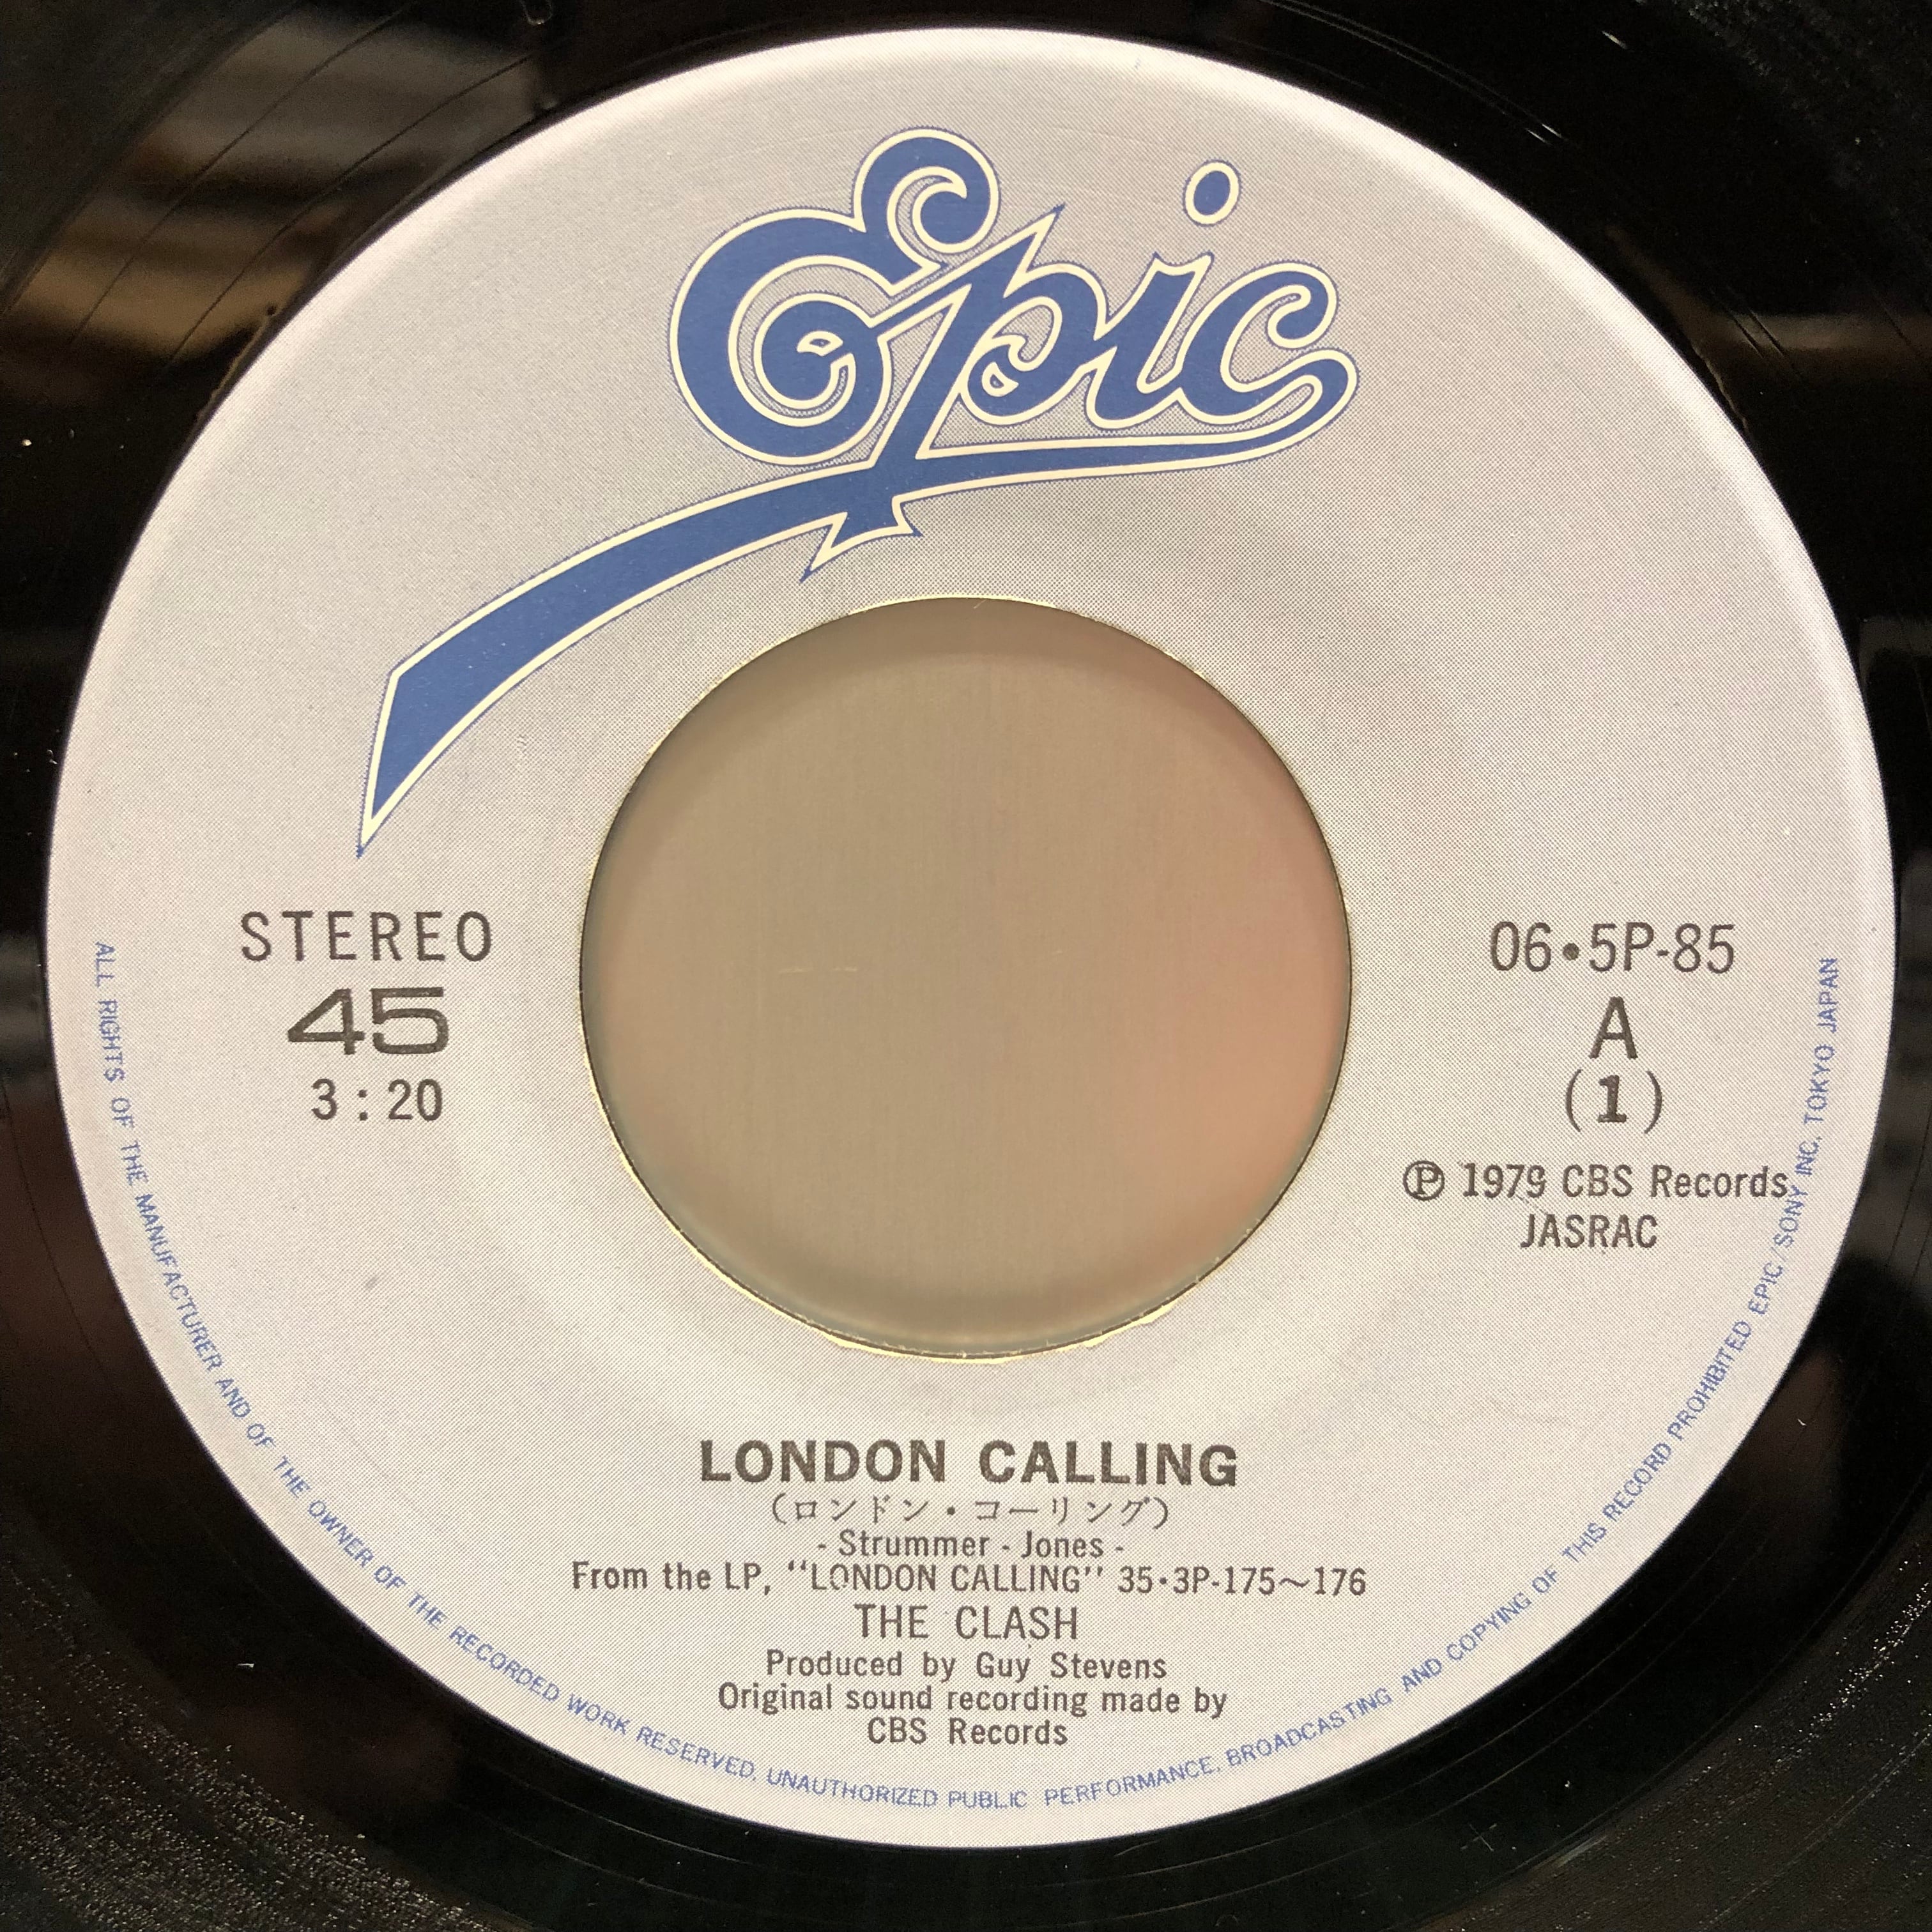 Epic
STEREO
45
3:20
06•5P-85
A
(1)
Ⓟ 1979 CBS Records
JASRAC
LONDON CALLING
(ロンドン・コーリング)
- Strummer - Jones -
From the LP, “LONDON CALLING” 35·3P-175～176
THE CLASH
Produced by Guy Stevens
Original sound recording made by
CBS Records
ALL RIGHTS OF THE MANUFACTURER AND OF THE OWNER OF THE RECORDED WORK RESERVED. UNAUTHORIZED PUBLIC PERFORMANCE, BROADCASTING AND COPYING OF THIS RECORD PROHIBITED EPIC/SONY INC. TOKYO JAPAN